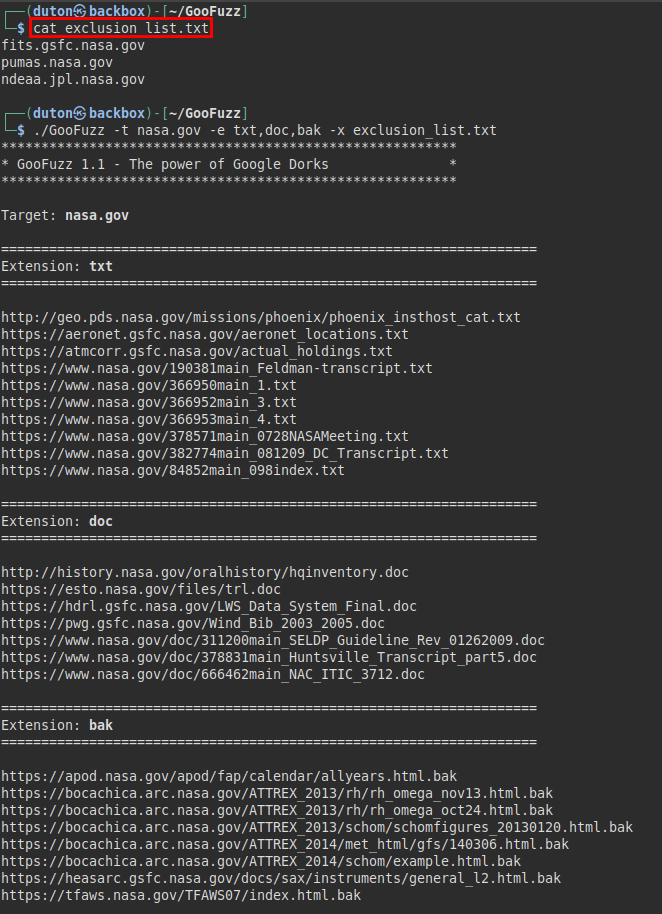 ┌──(duton㉿backbox)-[~/GooFuzz]
└─$ cat exclusion_list.txt
fits.gsfc.nasa.gov
pumas.nasa.gov
ndeaa.jpl.nasa.gov
┌──(duton㉿backbox)-[~/GooFuzz]
└─$ ./GooFuzz -t nasa.gov -e txt,doc,bak -x exclusion_list.txt
*********************************************************
* GooFuzz 1.1 - The power of Google Dorks               *
*********************************************************
Target: nasa.gov
===================================================================
Extension: txt
===================================================================
http://geo.pds.nasa.gov/missions/phoenix/phoenix_insthost_cat.txt
https://aeronet.gsfc.nasa.gov/aeronet_locations.txt
https://atmcorr.gsfc.nasa.gov/actual_holdings.txt
https://www.nasa.gov/190381main_Feldman-transcript.txt
https://www.nasa.gov/366950main_1.txt
https://www.nasa.gov/366952main_3.txt
https://www.nasa.gov/366953main_4.txt
https://www.nasa.gov/378571main_0728NASAMeeting.txt
https://www.nasa.gov/382774main_081209_DC_Transcript.txt
https://www.nasa.gov/84852main_098index.txt
===================================================================
Extension: doc
===================================================================
http://history.nasa.gov/oralhistory/hqinventory.doc
https://esto.nasa.gov/files/trl.doc
https://hdrl.gsfc.nasa.gov/LWS_Data_System_Final.doc
https://pwg.gsfc.nasa.gov/Wind_Bib_2003_2005.doc
https://www.nasa.gov/doc/311200main_SELDP_Guideline_Rev_01262009.doc
https://www.nasa.gov/doc/378831main_Huntsville_Transcript_part5.doc
https://www.nasa.gov/doc/666462main_NAC_ITIC_3712.doc
===================================================================
Extension: bak
===================================================================
https://apod.nasa.gov/apod/fap/calendar/allyears.html.bak
https://bocachica.arc.nasa.gov/ATTREX_2013/rh/rh_omega_nov13.html.bak
https://bocachica.arc.nasa.gov/ATTREX_2013/rh/rh_omega_oct24.html.bak
https://bocachica.arc.nasa.gov/ATTREX_2013/schom/schomfigures_20130120.html.bak
https://bocachica.arc.nasa.gov/ATTREX_2014/met_html/gfs/140306.html.bak
https://bocachica.arc.nasa.gov/ATTREX_2014/schom/example.html.bak
https://heasarc.gsfc.nasa.gov/docs/sax/instruments/general_l2.html.bak
https://tfaws.nasa.gov/TFAWS07/index.html.bak